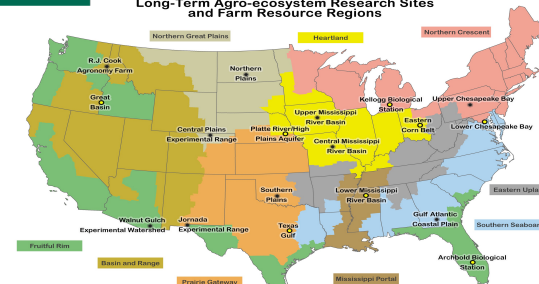 Long-Term Agro-ecosystem Research Sites
and Farm Resource Regions
Northern Great Plains
Heartland
Northern Crescent
R.J. Cook
Agronomy Farm
Northern
Plains
Great
Basin
Kellogg Biological
Station
Upper Chesapeake Bay
Upper Mississippi
River Basin
Eastern
Corn Belt
Lower Chesapeake Bay
Central Plains
Experimental Range
Platte River/High
Plains Aquifer
Central Mississippi
River Basin
Southern
Plains
Lower Mississippi
River Basin
Eastern Upla
Walnut Gulch
Experimental Watershed
Jornada
Experimental Range
Texas
Gulf
Gulf Atlantic
Coastal Plain
Southern Seaboar
Fruitful Rim
Basin and Range
Archbold Biological
Station
Prairie Gateway
Mississippi Portal